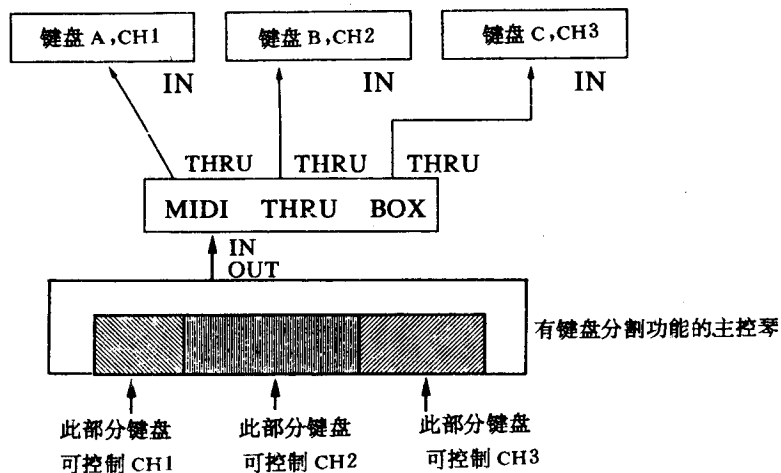 键盘 A,CH1 键盘 B,CH2 键盘 C,CH3
IN IN IN
THRU THRU THRU
MIDI THRU BOX
IN
OUT
有键盘分割功能的主控琴
此部分键盘 此部分键盘 此部分键盘
可控制 CH1 可控制 CH2 可控制 CH3